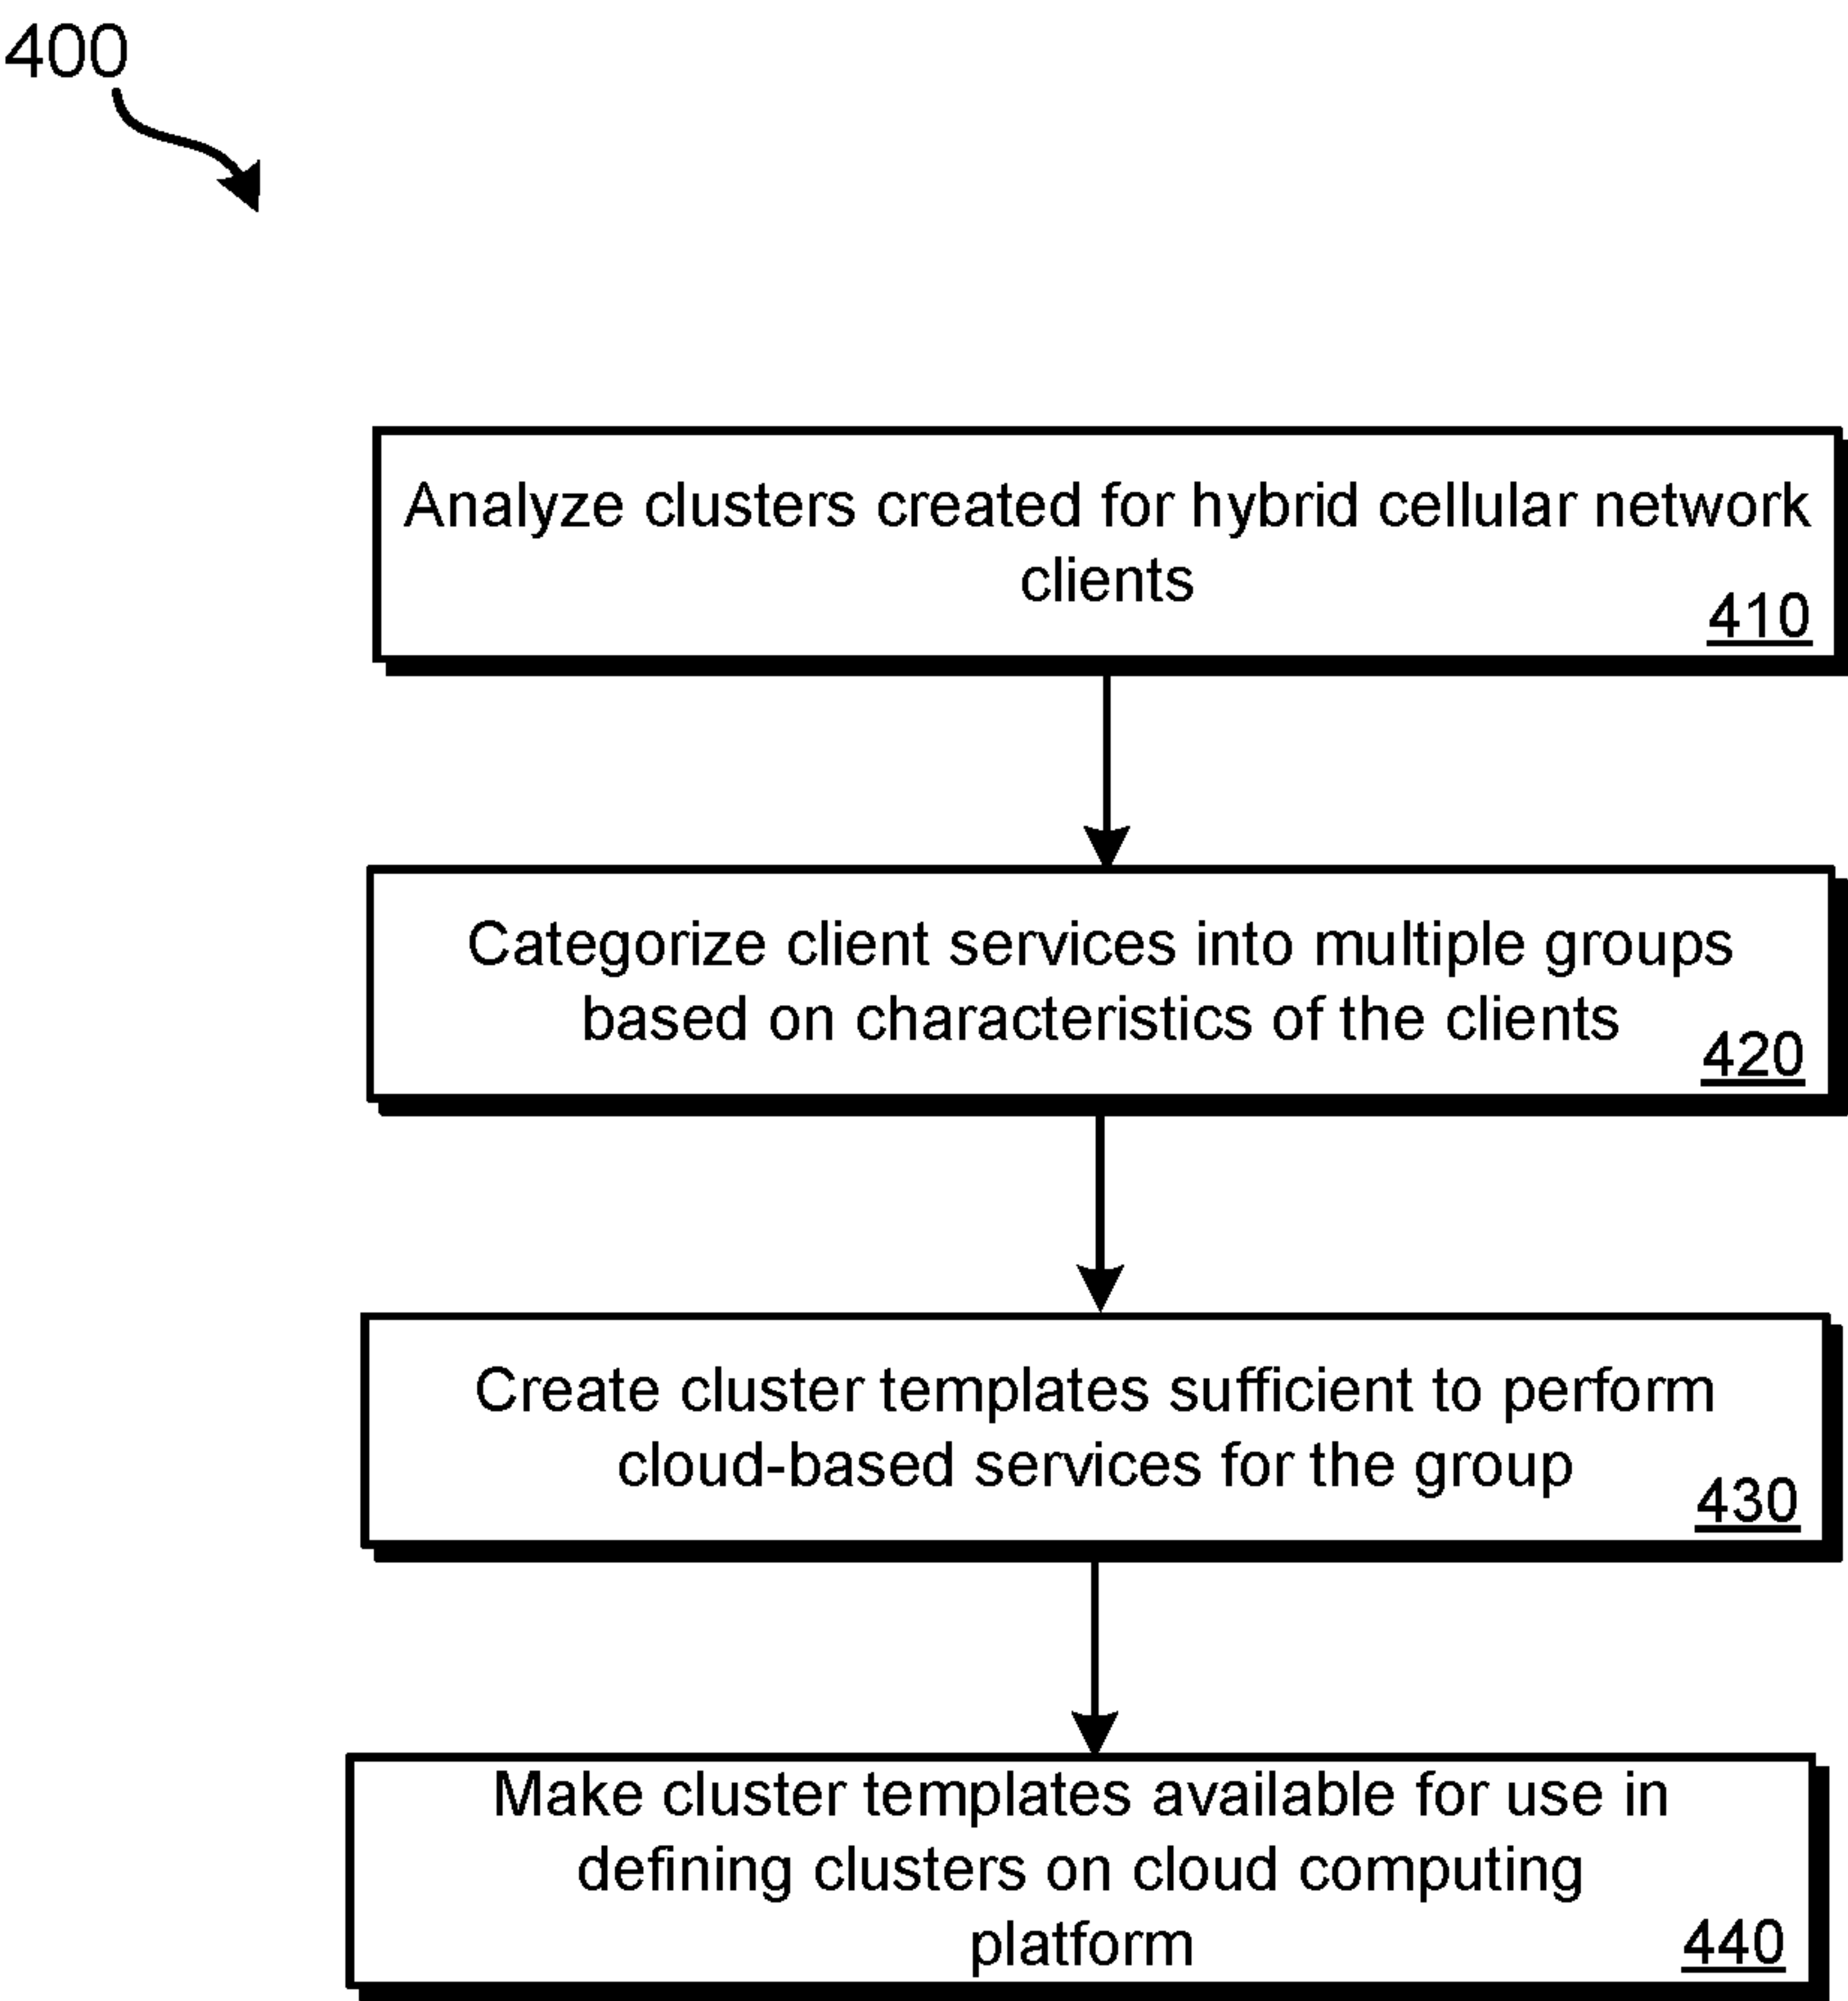 400
Analyze clusters created for hybrid cellular network
clients
410
Categorize client services into multiple groups
based on characteristics of the clients
420
Create cluster templates sufficient to perform
cloud-based services for the group
430
Make cluster templates available for use in
defining clusters on cloud computing
platform
440